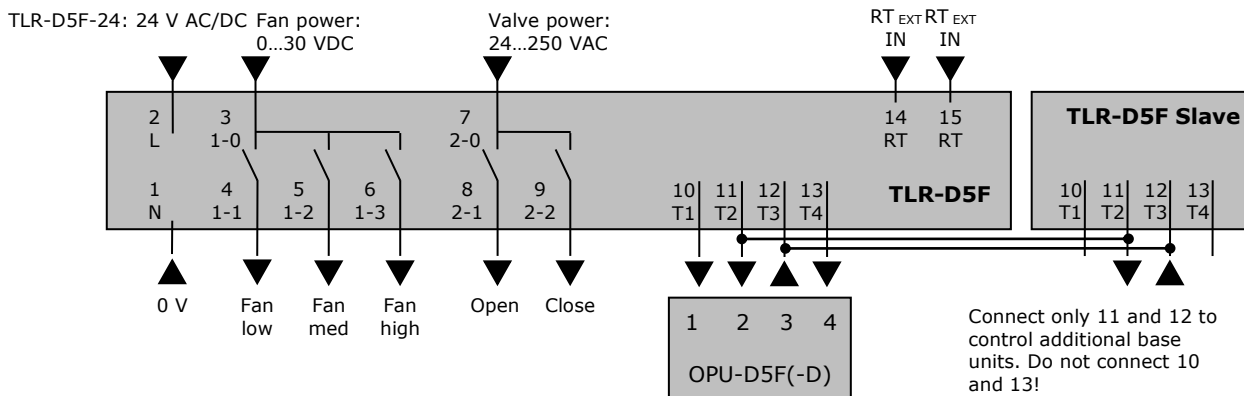 TLR-D5F-24: 24 V AC/DC
Fan power:
0...30 VDC
Valve power:
24...250 VAC
RT EXT
IN
RT EXT
IN
2
L
3
1-0
7
2-0
14
RT
15
RT
TLR-D5F Slave
1
N
4
1-1
5
1-2
6
1-3
8
2-1
9
2-2
10
T1
11
T2
12
T3
13
T4
TLR-D5F
10
T1
11
T2
12
T3
13
T4
0 V
Fan
low
Fan
med
Fan
high
Open
Close
1 2 3 4
OPU-D5F(-D)
Connect only 11 and 12 to
control additional base
units. Do not connect 10
and 13!